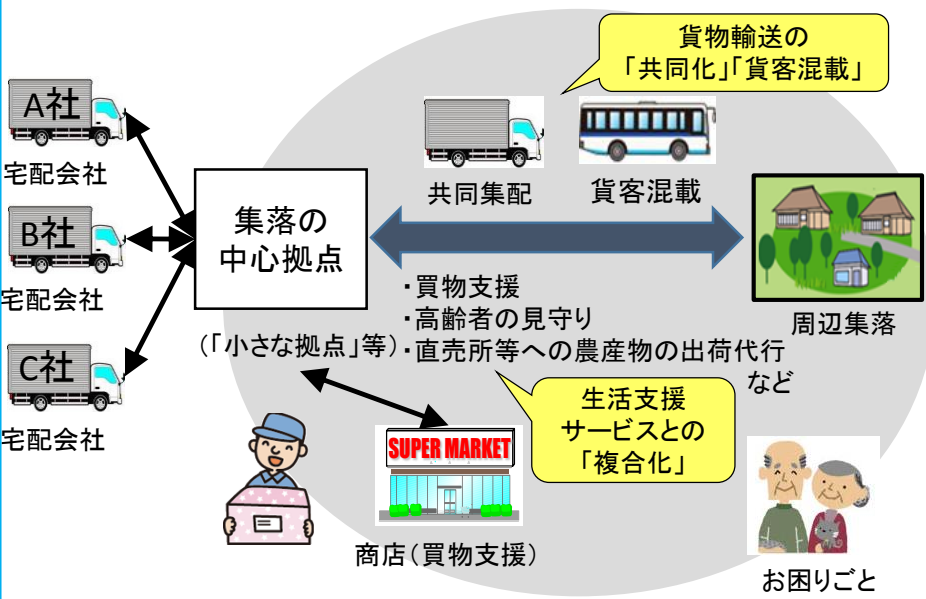 貨物輸送の
「共同化」「貨客混載」
A社
宅配会社
共同集配
貨客混載
B社
宅配会社
集落の
中心拠点
(「小さな拠点」等)
・買物支援
・高齢者の見守り
・直売所等への農産物の出荷代行
など
周辺集落
C社
宅配会社
生活支援
サービスとの
「複合化」
SUPER MARKET
商店(買物支援)
お困りごと